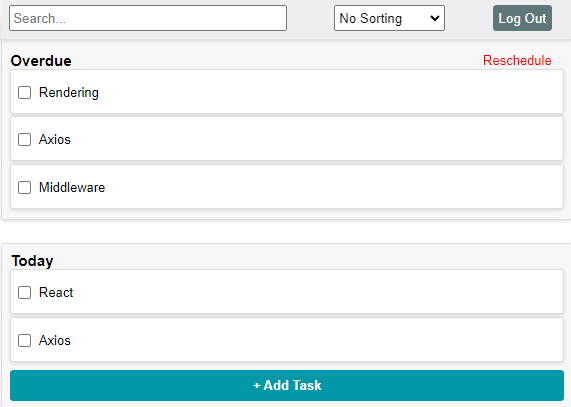 Search... No Sorting Log Out
Overdue Reschedule
Rendering
Axios
Middleware
Today
React
Axios
+ Add Task